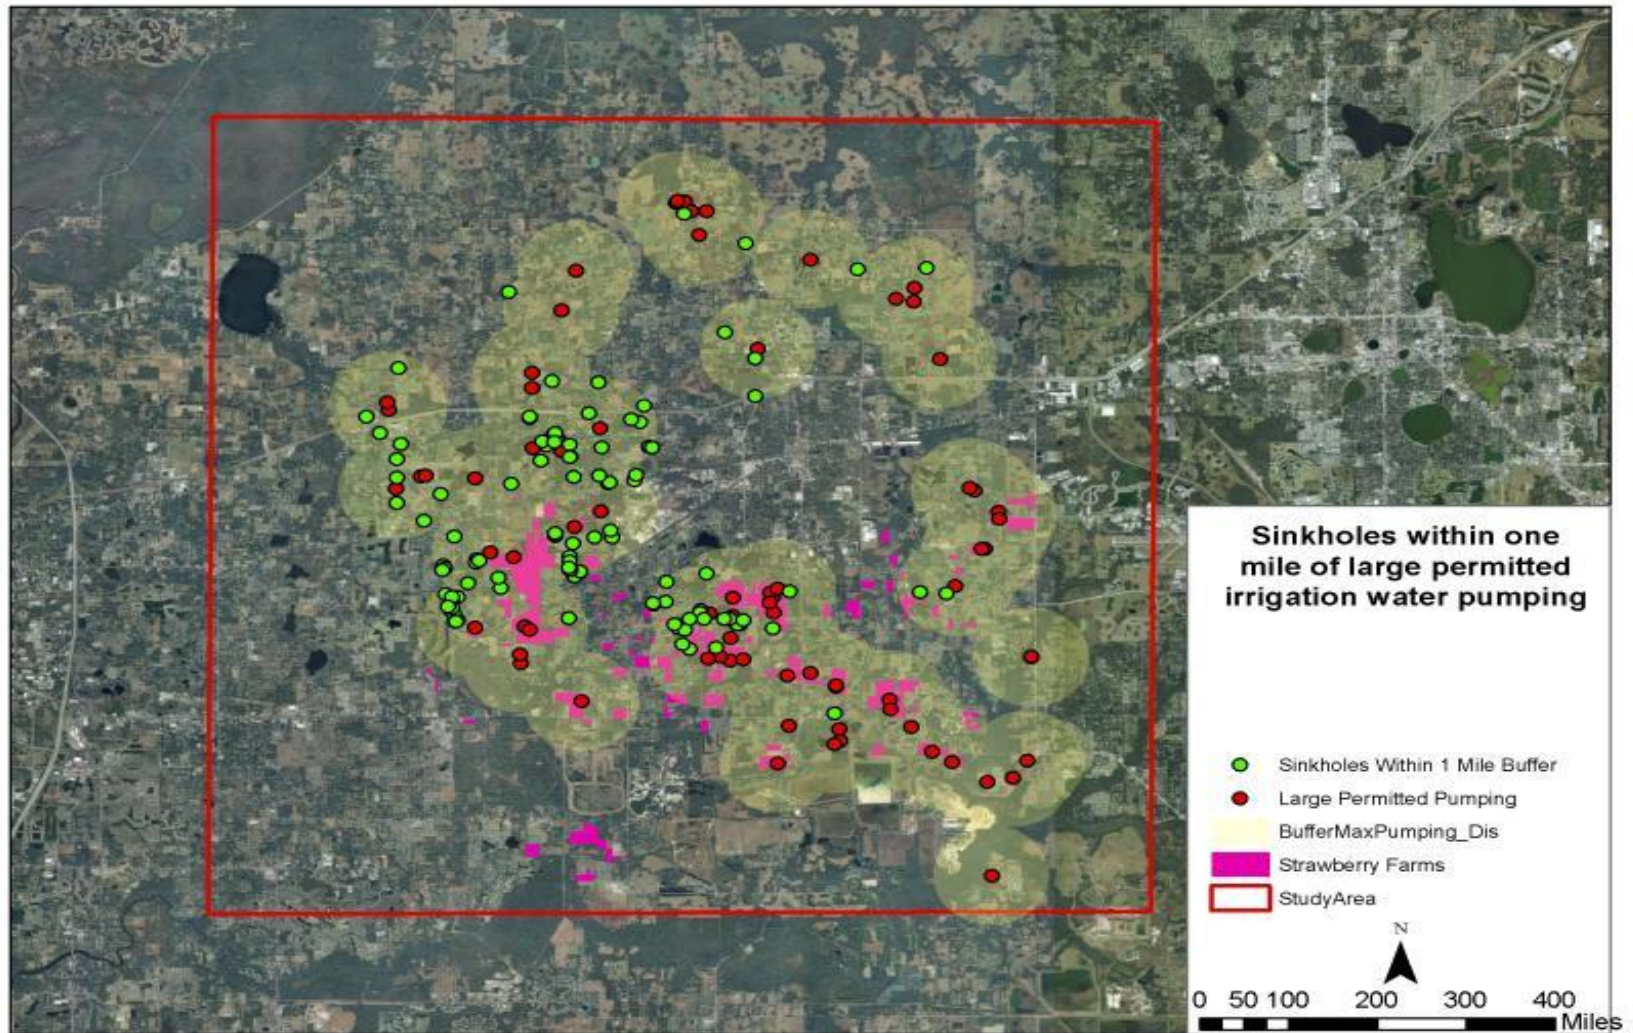 Sinkholes within one
mile of large permitted
irrigation water pumping
Sinkholes Within 1 Mile Buffer
Large Permitted Pumping
BufferMaxPumping_Dis
Strawberry Farms
StudyArea
N
0 50 100 200 300 400
Miles